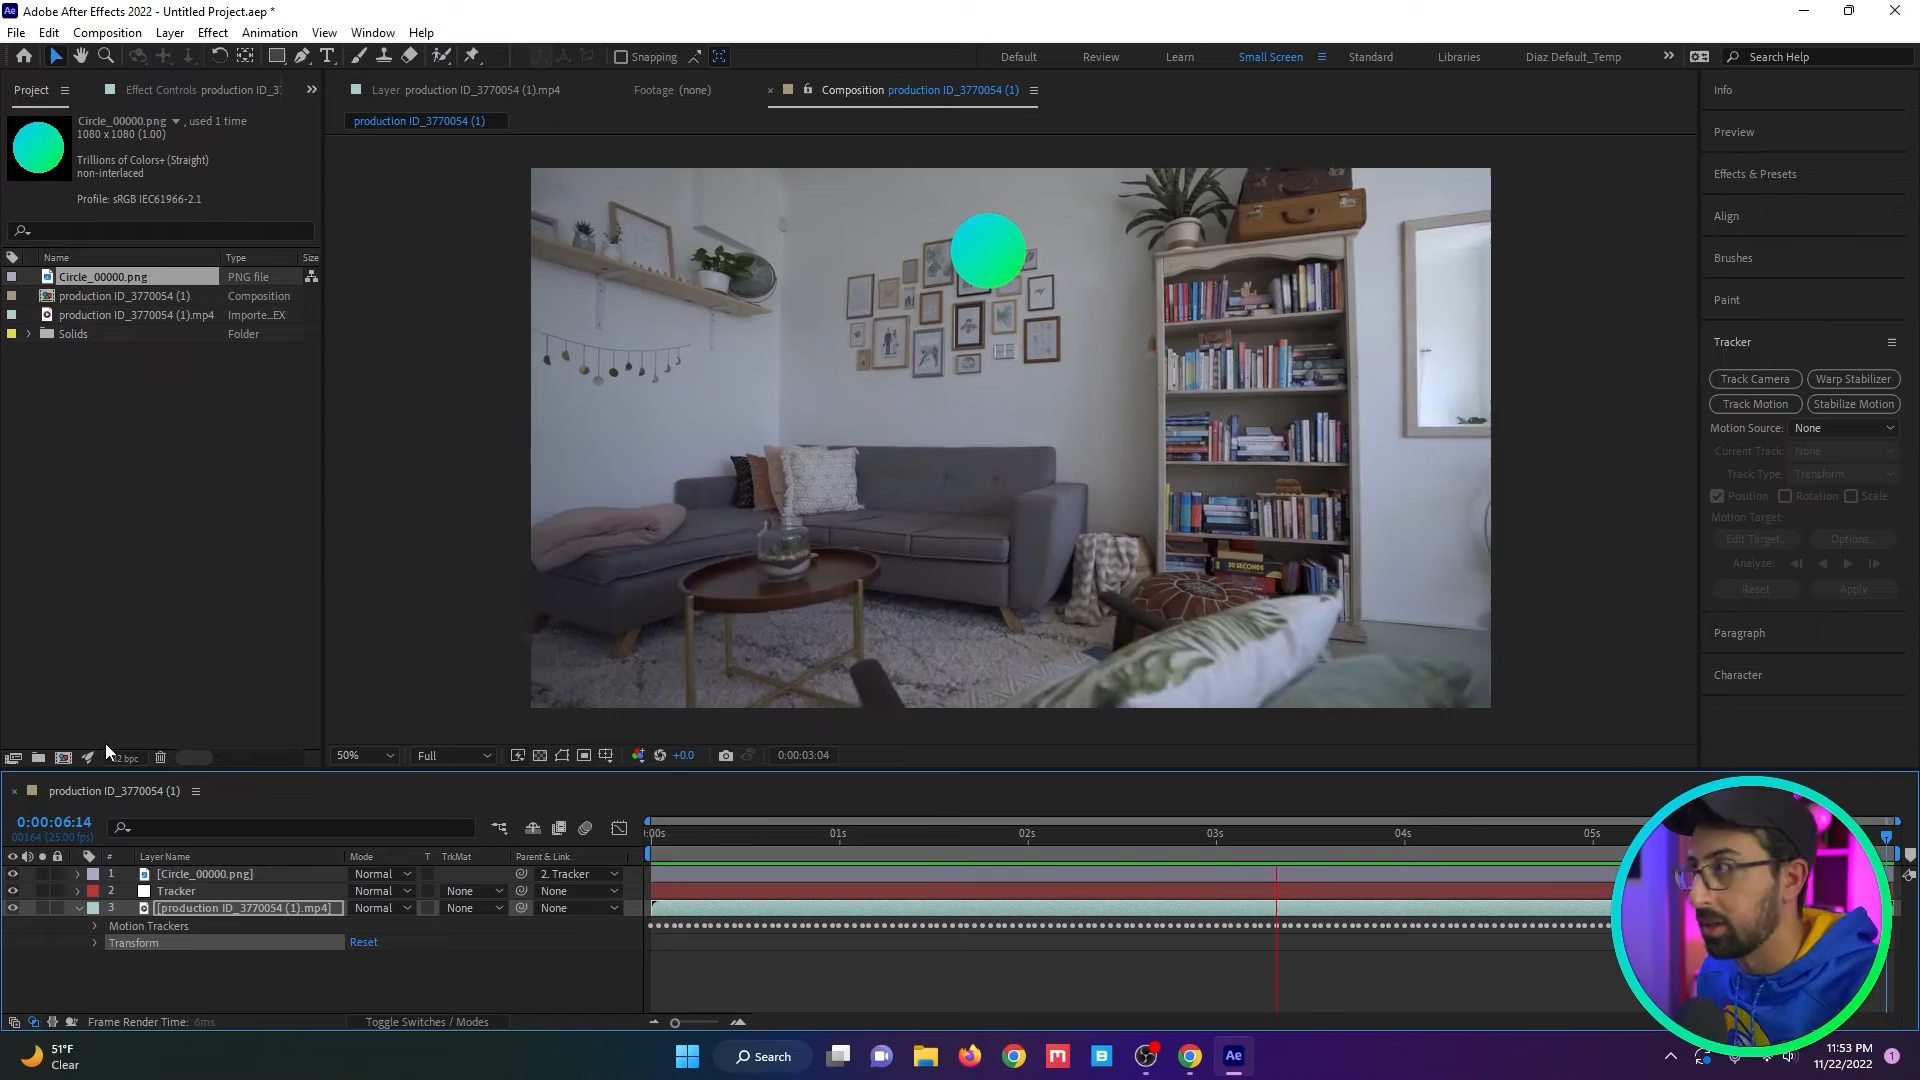 Adobe After Effects 2022 - Untitled Project.aep *
File Edit Composition Layer Effect Animation View Window Help
Snapping Default Review Learn Small Screen Standard Libraries Diaz Default_Temp Search Help
Project Effect Controls production ID_3
Layer production ID_3770054 (1).mp4 Footage (none) Composition production ID_3770054 (1)
production ID_3770054 (1)
Circle_00000.png , used 1 time
1080 x 1080 (1.00)
Trillions of Colors+ (Straight)
non-interlaced
Profile: sRGB IEC61966-2.1
Name Type Size
Circle_00000.png PNG file
production ID_3770054 (1) Composition
production ID_3770054 (1).mp4 Importe...EX
Solids Folder
30 SECONDS
Info
Preview
Effects & Presets
Align
Brushes
Paint
Tracker
Track Camera Warp Stabilizer
Track Motion Stabilize Motion
Motion Source: None
Current Track: None
Track Type: Transform
Position Rotation Scale
Motion Target:
Edit Target... Options...
Analyze:
Reset Apply
Paragraph
Character
32 bpc
50% Full +0.0 0:00:03:04
production ID_3770054 (1)
0:00:06:14
00164 (25.00 fps)
:00s 01s 02s 03s 04s 05s
# Layer Name Mode T TrkMat Parent & Link
1 [Circle_00000.png] Normal 2. Tracker
2 Tracker Normal None None
3 [production ID_3770054 (1).mp4] Normal None None
Motion Trackers
Transform Reset
Frame Render Time: 6ms Toggle Switches / Modes
51°F
Clear
Search
M
B
Ae
11:53 PM
11/22/2022
1